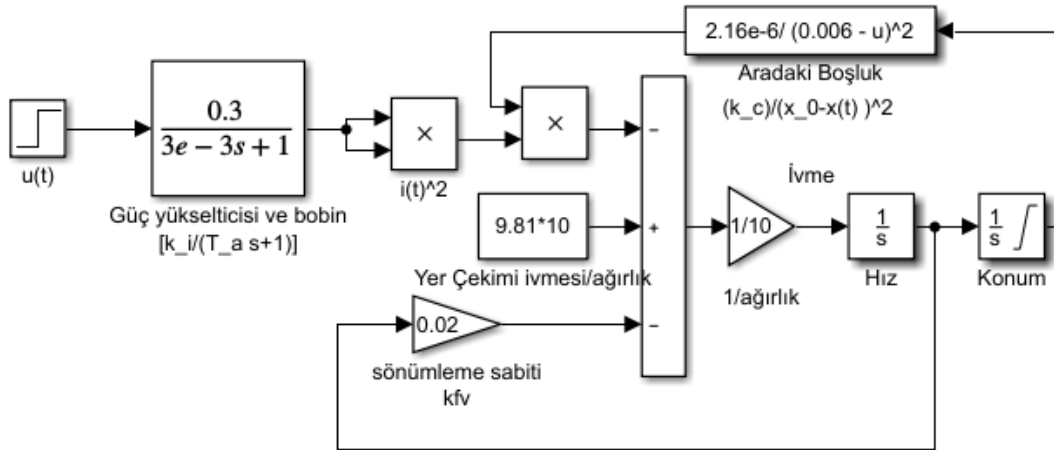 2.16e-6/ (0.006 - u)^2
Aradaki Boşluk
(k_c)/(x_0-x(t) )^2
u(t)
0.3
3e − 3s + 1
Güç yükselticisi ve bobin
[k_i/(T_a s+1)]
×
i(t)^2
×
−
9.81*10
Yer Çekimi ivmesi/ağırlık
+
0.02
sönümleme sabiti
kfv
−
1/10
1/ağırlık
İvme
1
s
Hız
1
s
Konum